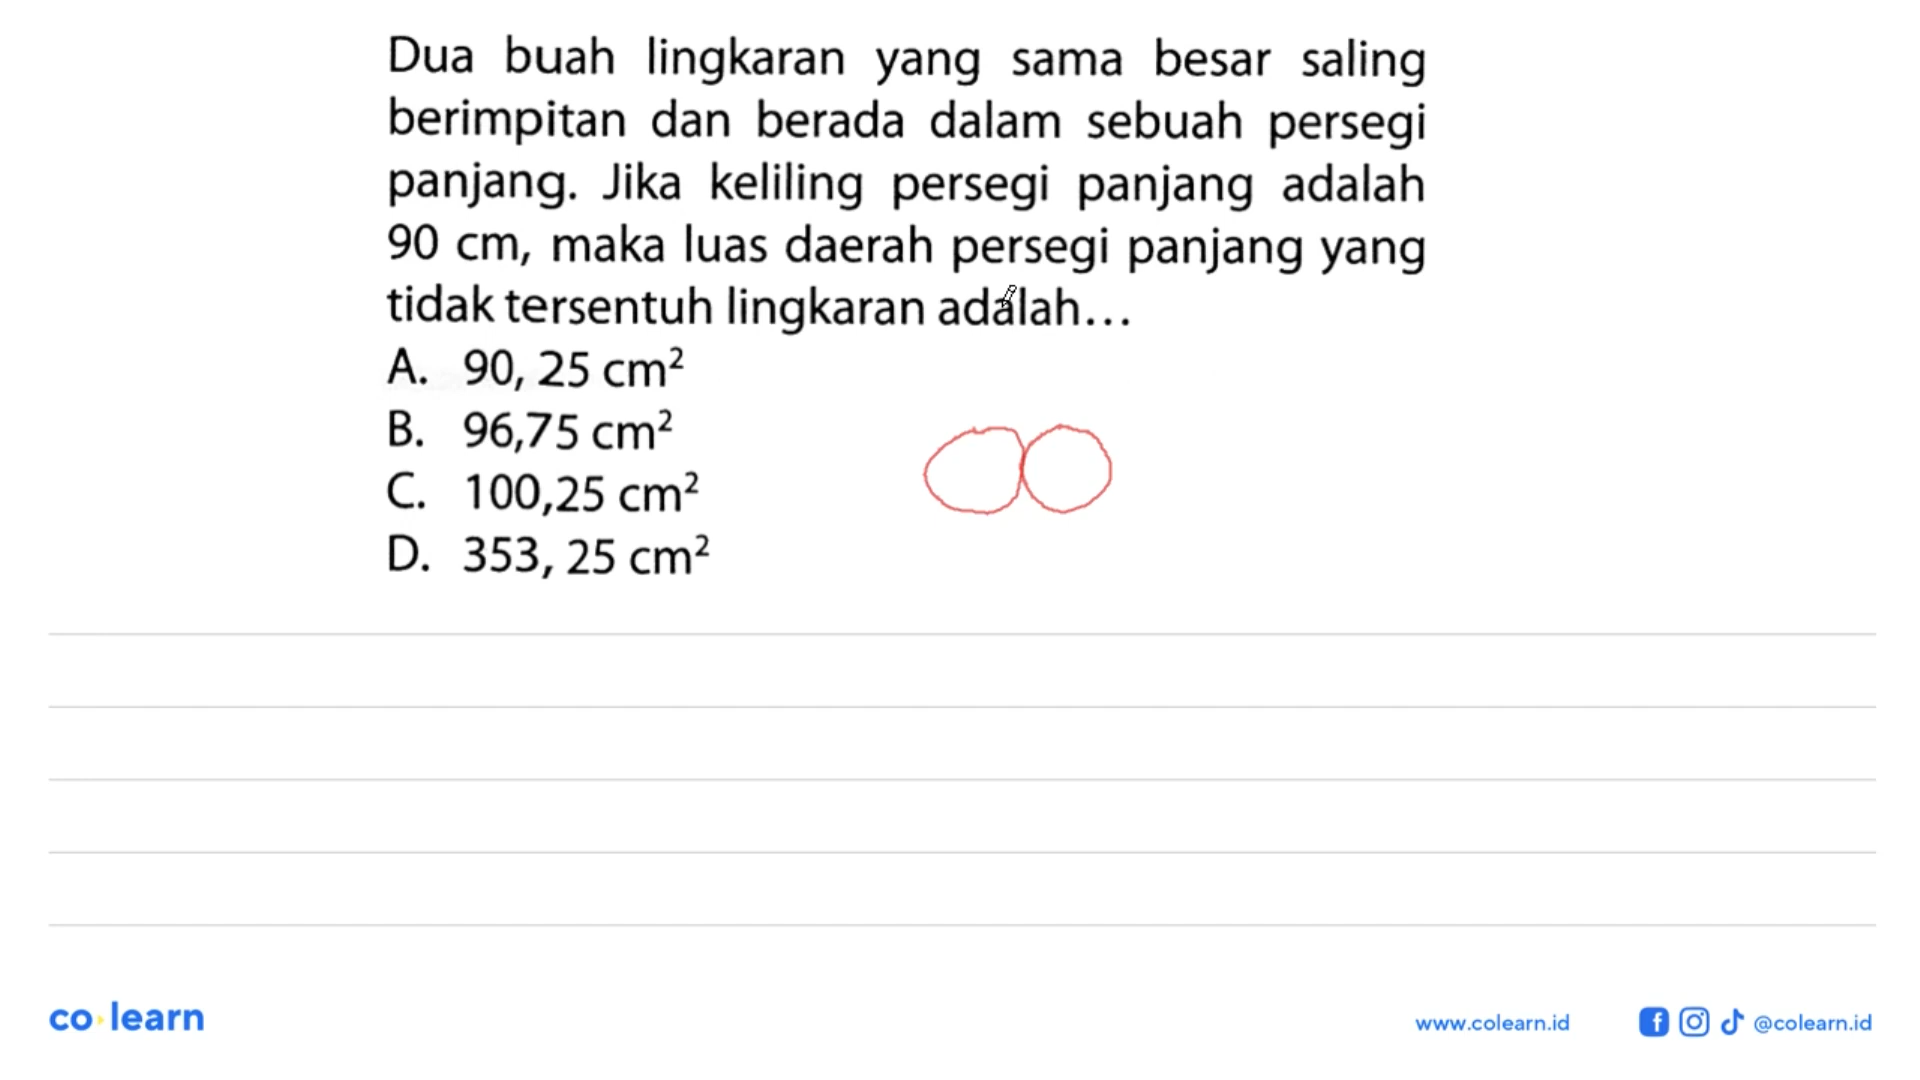 Dua buah lingkaran yang sama besar saling
berimpitan dan berada dalam sebuah persegi
panjang. Jika keliling persegi panjang adalah
90 cm, maka luas daerah persegi panjang yang
tidak tersentuh lingkaran adalah...
A. 90, 25 cm²
B. 96,75 cm²
C. 100,25 cm²
D. 353, 25 cm²
co learn
www.colearn.id
@colearn.id